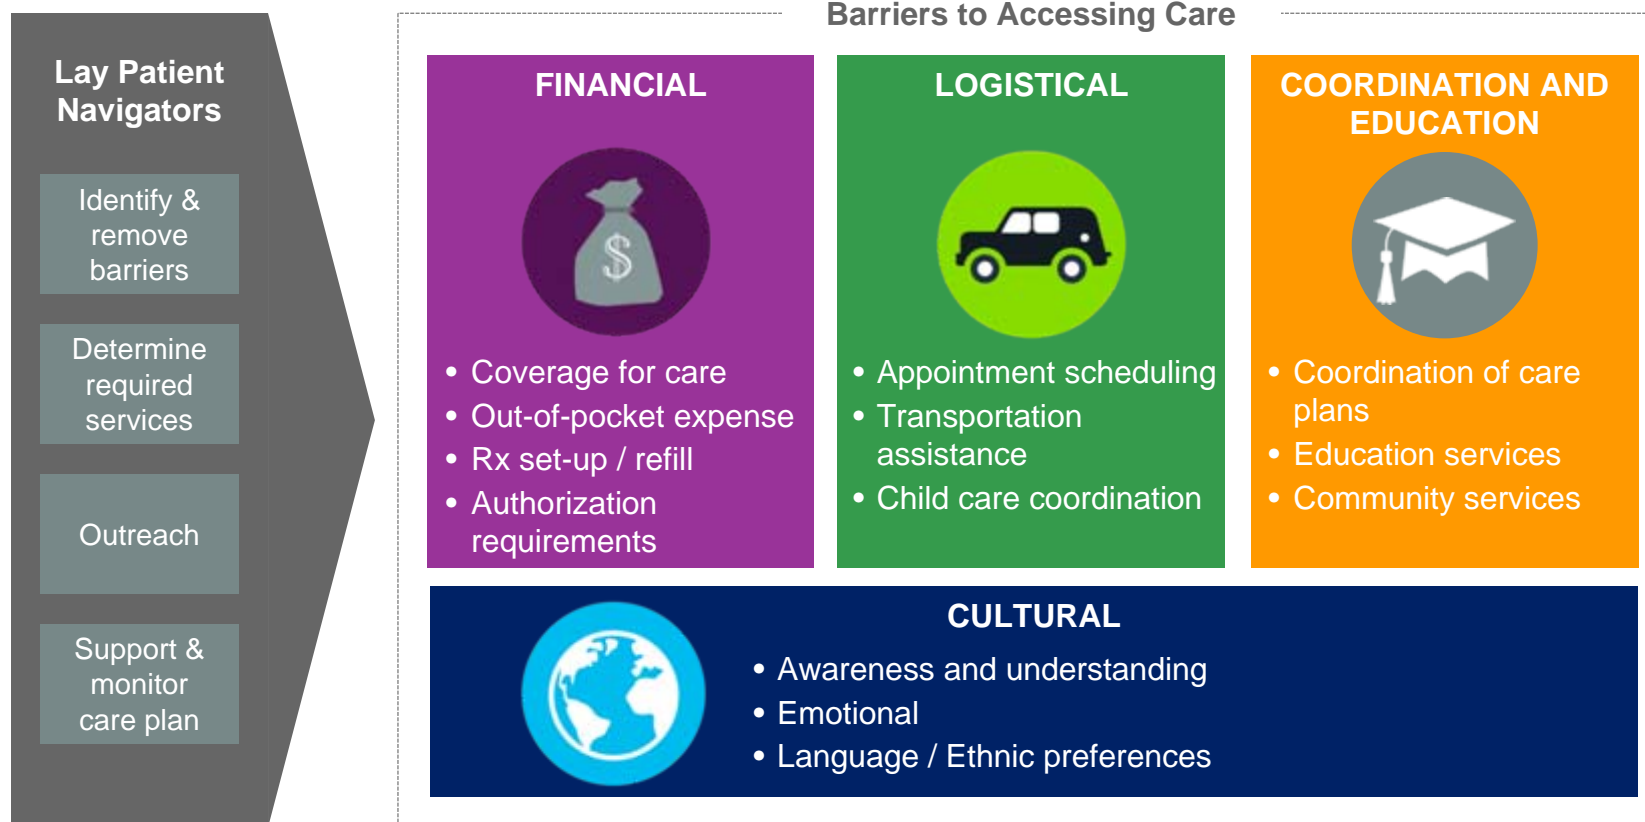 Barriers to Accessing Care
Lay Patient
Navigators
Identify &
remove
barriers
Determine
required
services
Outreach
Support &
monitor
care plan
FINANCIAL
$
• Coverage for care
• Out-of-pocket expense
• Rx set-up / refill
• Authorization
requirements
LOGISTICAL
• Appointment scheduling
• Transportation
assistance
• Child care coordination
COORDINATION AND
EDUCATION
• Coordination of care
plans
• Education services
• Community services
CULTURAL
• Awareness and understanding
• Emotional
• Language / Ethnic preferences